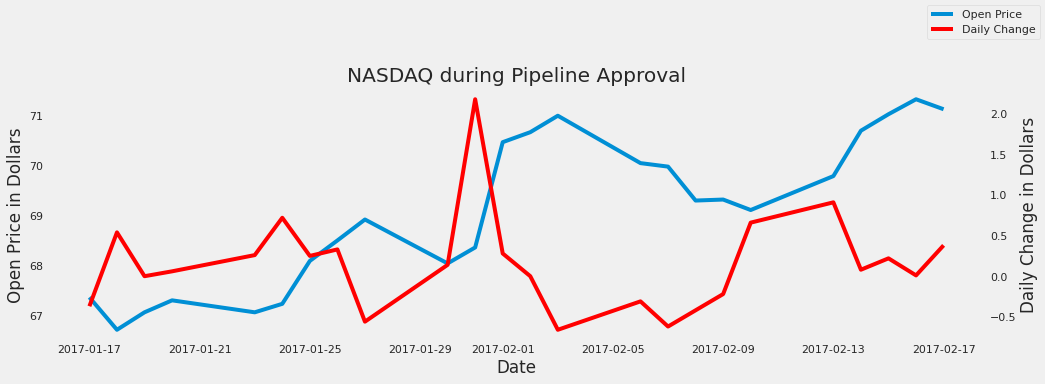 Open Price
Daily Change
NASDAQ during Pipeline Approval
Open Price in Dollars
71
70
69
68
67
2.0
1.5
1.0
0.5
0.0
−0.5
Daily Change in Dollars
2017-01-17 2017-01-21 2017-01-25 2017-01-29 2017-02-01 2017-02-05 2017-02-09 2017-02-13 2017-02-17
Date